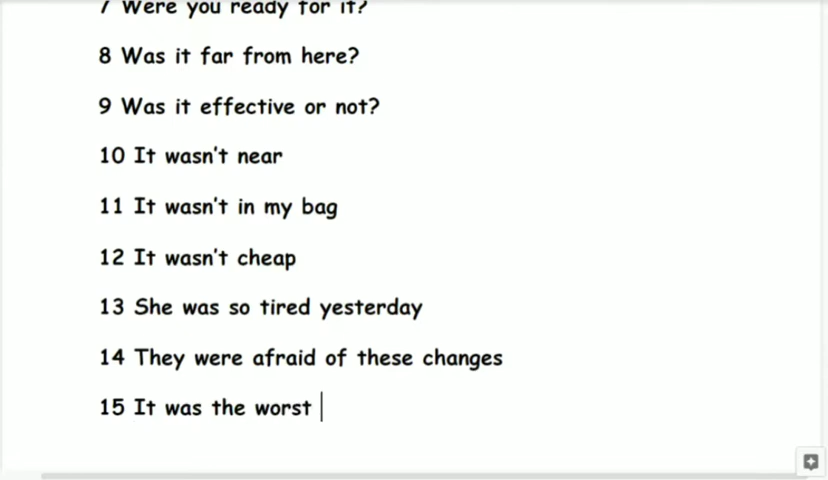 7 Were you ready for it?
8 Was it far from here?
9 Was it effective or not?
10 It wasn't near
11 It wasn't in my bag
12 It wasn't cheap
13 She was so tired yesterday
14 They were afraid of these changes
15 It was the worst